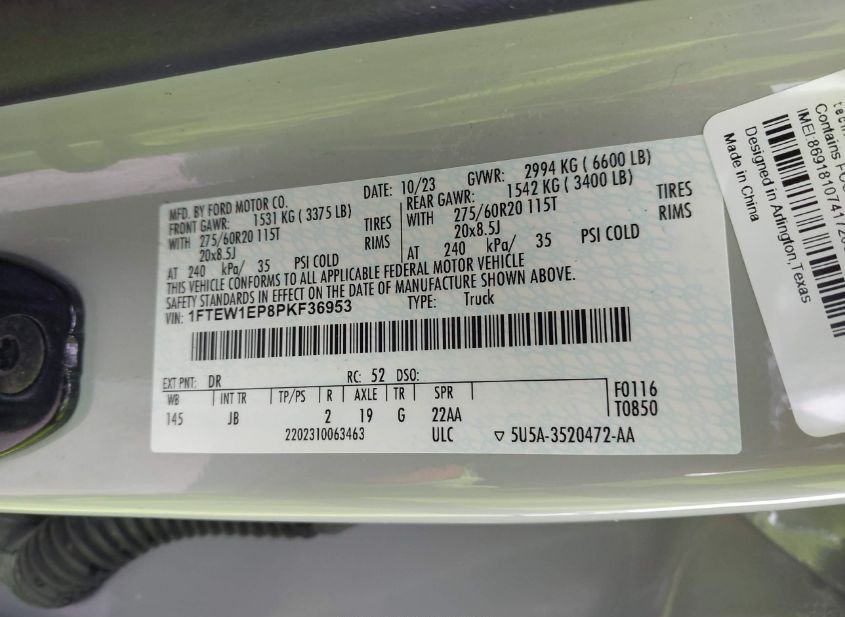 MFD. BY FORD MOTOR CO.
DATE: 10/23 GVWR: 2994 KG ( 6600 LB)
FRONT GAWR: 1531 KG ( 3375 LB)
REAR GAWR: 1542 KG ( 3400 LB)
WITH 275/60R20 115T TIRES
WITH 275/60R20 115T TIRES
20x8.5J RIMS
20x8.5J RIMS
AT 240 kPa/ 35 PSI COLD
AT 240 kPa/ 35 PSI COLD
THIS VEHICLE CONFORMS TO ALL APPLICABLE FEDERAL MOTOR VEHICLE
SAFETY STANDARDS IN EFFECT ON THE DATE OF MANUFACTURE SHOWN ABOVE.
VIN: 1FTEW1EP8PKF36953 TYPE: Truck
EXT PNT: DR RC: 52 DSO:
WB INT TR TP/PS R AXLE TR SPR
145 JB 2 19 G 22AA
F0116
T0850
2202310063463 ULC ▽ 5U5A-3520472-AA
Contains
Designed in Arlington,Texas
Made in China